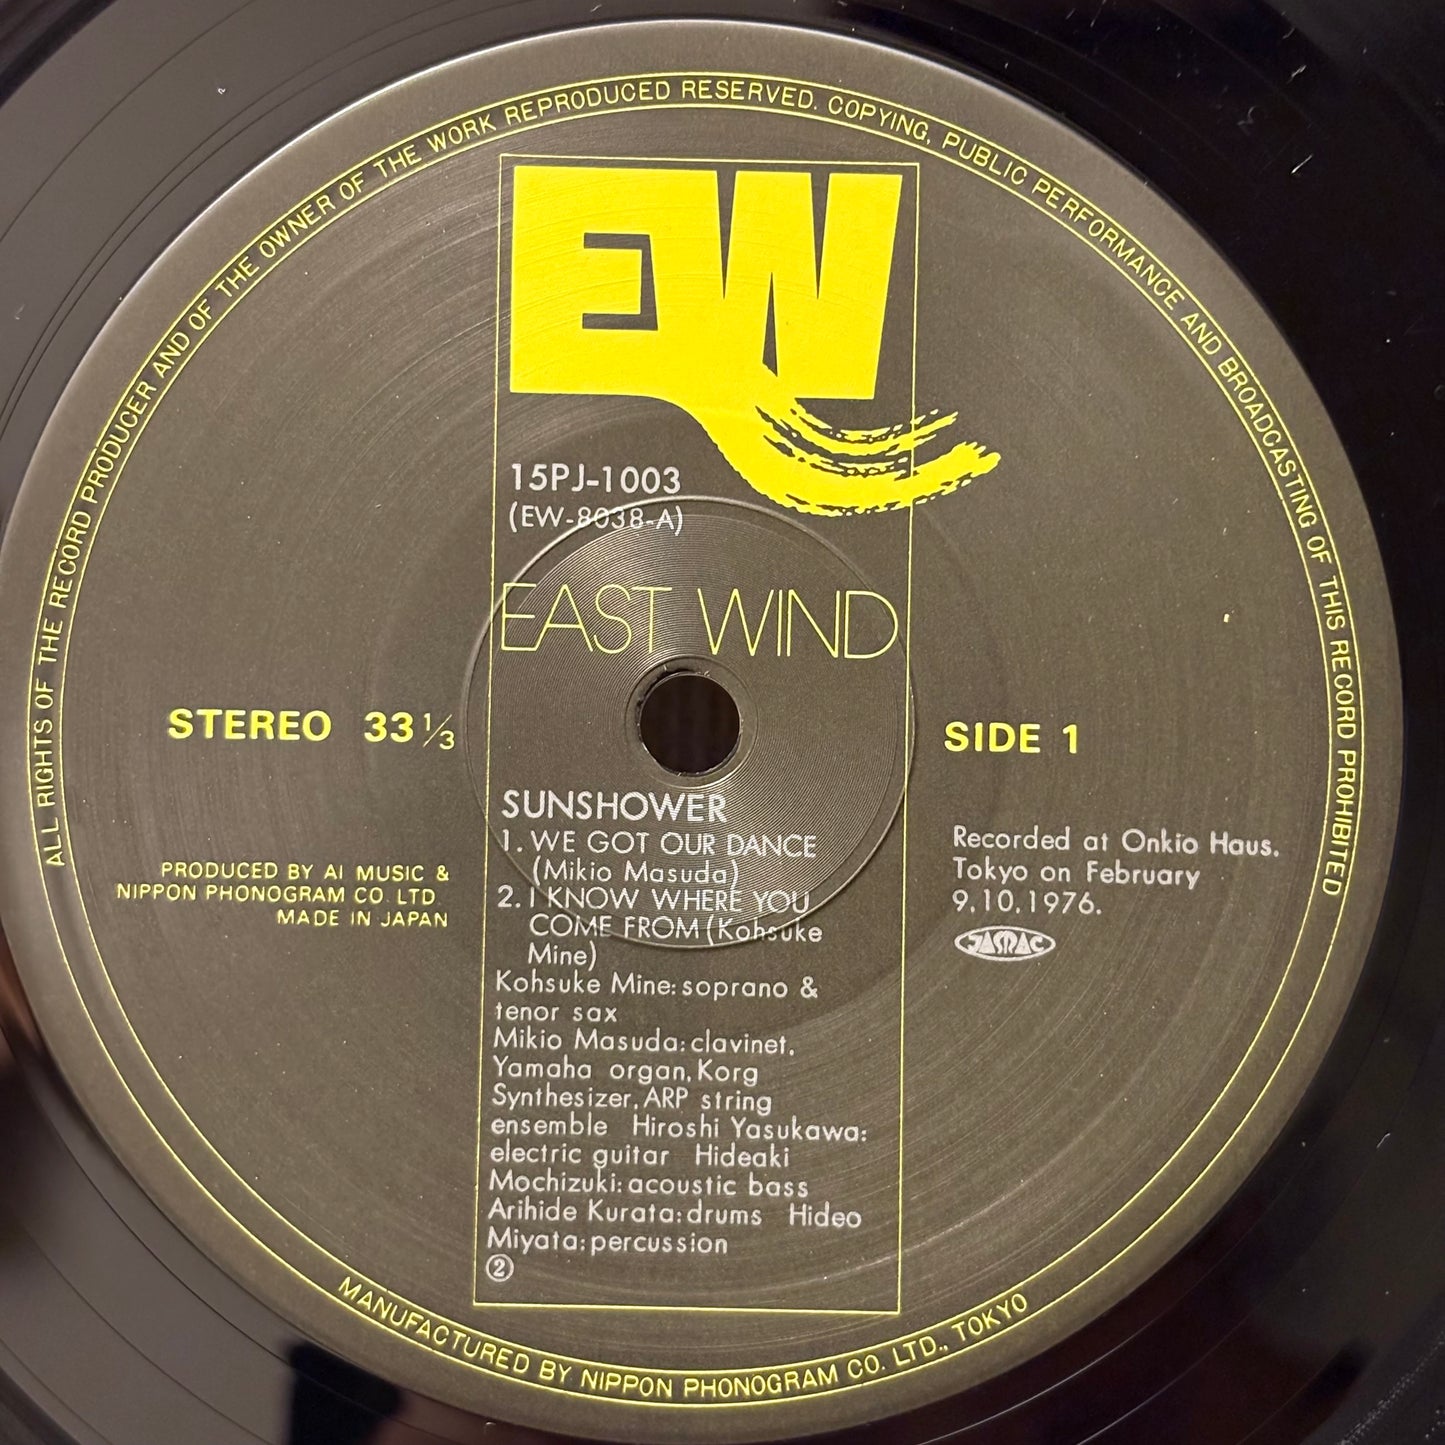 ALL RIGHTS OF THE RECORD PRODUCER AND OF THE OWNER OF THE WORK REPRODUCED RESERVED. COPYING, PUBLIC PERFORMANCE AND BROADCASTING OF THIS RECORD PROHIBITED
EW
15PJ-1003
(EW-8038-A)
EAST WIND
STEREO 33 1/3
SIDE 1
PRODUCED BY AI MUSIC &
NIPPON PHONOGRAM CO. LTD.
MADE IN JAPAN
SUNSHOWER
1. WE GOT OUR DANCE
(Mikio Masuda)
2. I KNOW WHERE YOU
COME FROM (Kohsuke
Mine)
Kohsuke Mine: soprano &
tenor sax
Mikio Masuda: clavinet,
Yamaha organ, Korg
Synthesizer, ARP string
ensemble Hiroshi Yasukawa:
electric guitar Hideaki
Mochizuki: acoustic bass
Arihide Kurata: drums Hideo
Miyata: percussion
②
Recorded at Onkio Haus.
Tokyo on February
9.10.1976.
JASRAC
MANUFACTURED BY NIPPON PHONOGRAM CO. LTD., TOKYO